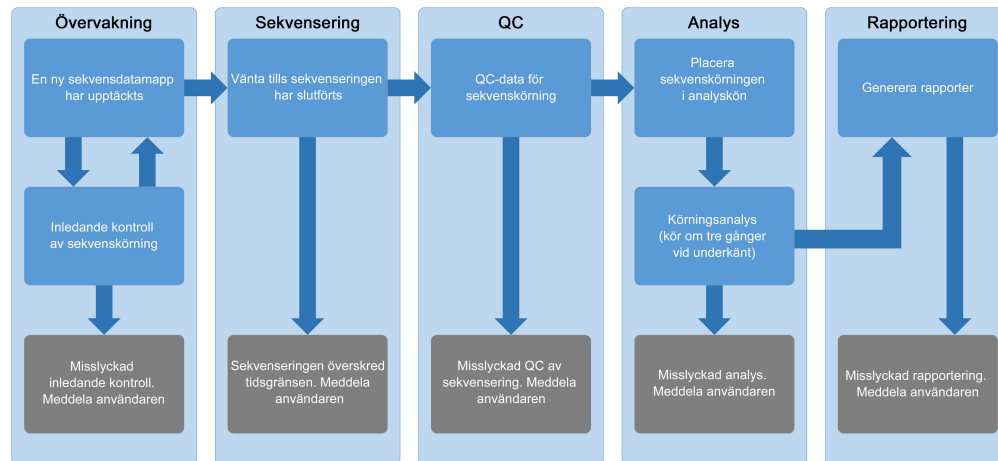 Övervakning
En ny sekvensdatamapp
har upptäckts
Inledande kontroll
av sekvenskörning
Misslyckad
inledande kontroll.
Meddela användaren
Sekvensering
Vänta tills sekvenseringen
har slutförts
Sekvenseringen överskred
tidsgränsen. Meddela
användaren
QC
QC-data för
sekvenskörning
Misslyckad QC av
sekvensering. Meddela
användaren
Analys
Placera
sekvenskörningen
i analyskön
Körningsanalys
(kör om tre gånger
vid underkänt)
Misslyckad analys.
Meddela användaren
Rapportering
Generera rapporter
Misslyckad rapportering.
Meddela användaren